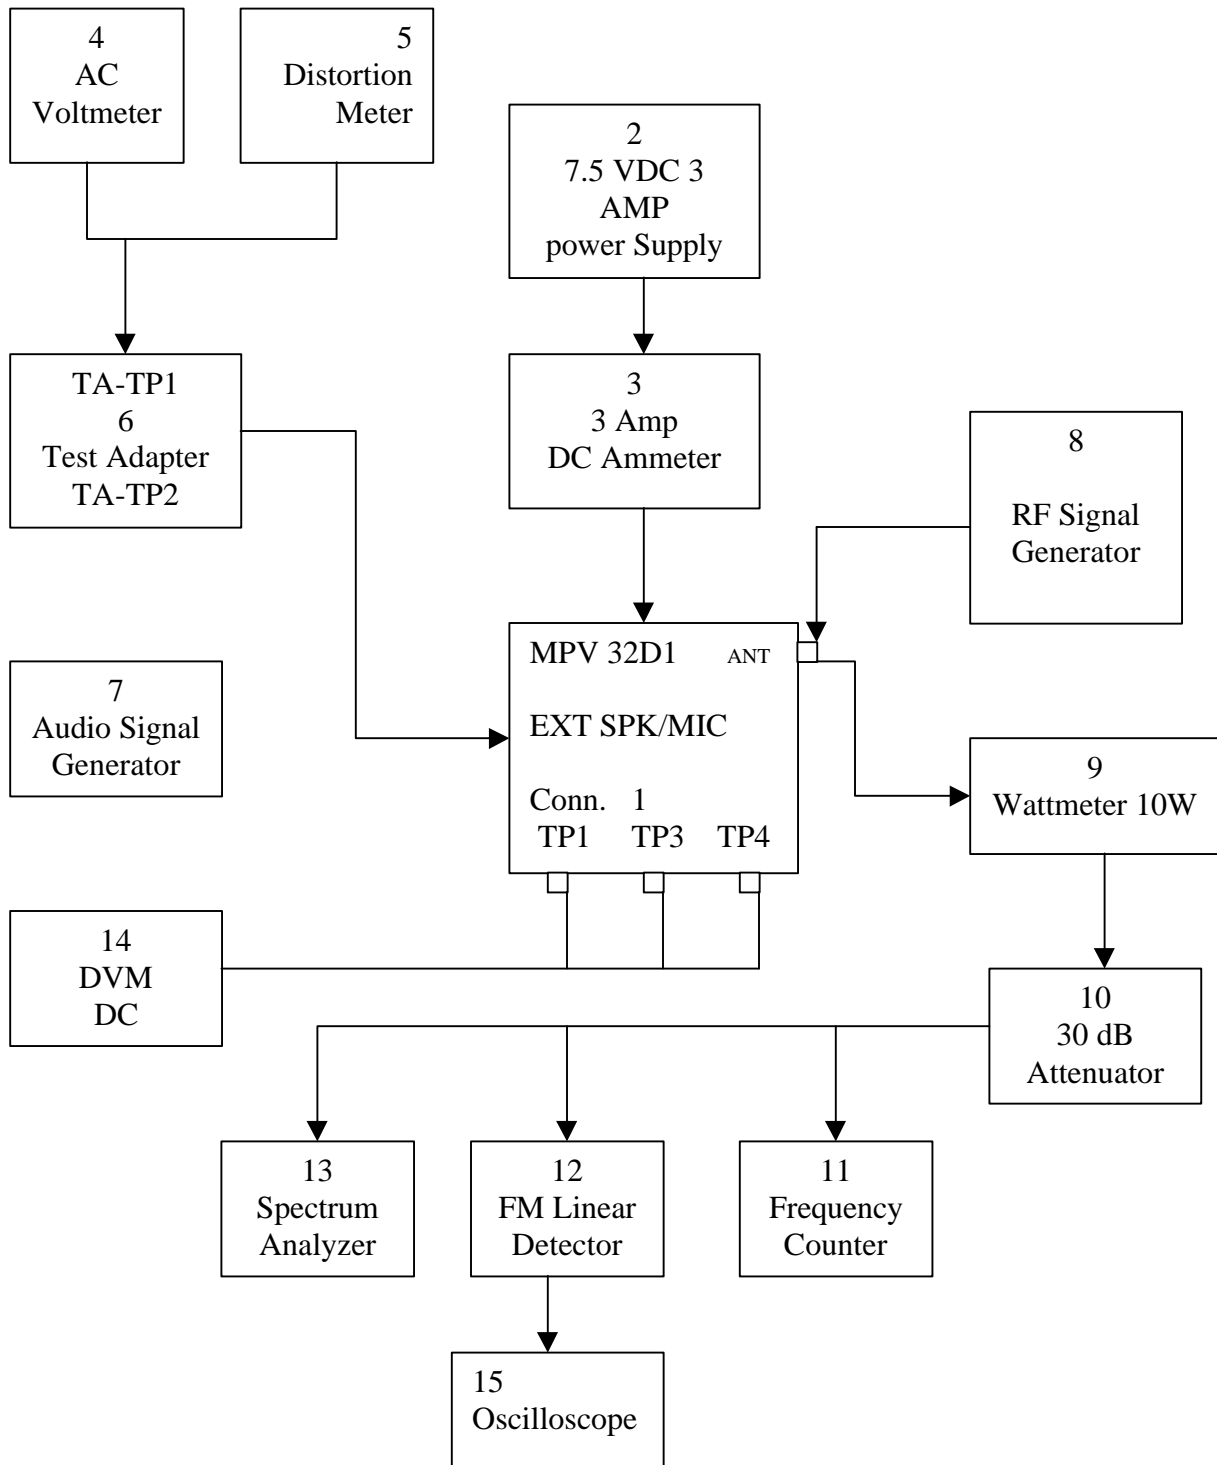 4
AC
Voltmeter
5
Distortion
Meter
2
7.5 VDC 3
AMP
power Supply
TA-TP1
6
Test Adapter
TA-TP2
3
3 Amp
DC Ammeter
8
RF Signal
Generator
MPV 32D1 ANT
EXT SPK/MIC
Conn. 1
TP1 TP3 TP4
7
Audio Signal
Generator
9
Wattmeter 10W
14
DVM
DC
10
30 dB
Attenuator
13
Spectrum
Analyzer
12
FM Linear
Detector
11
Frequency
Counter
15
Oscilloscope